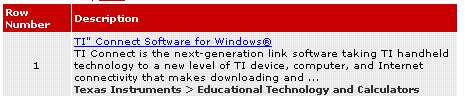 Row Number Description
1
TI" Connect Software for Windows®
TI Connect is the next-generation link software taking TI handheld
technology to a new level of TI device, computer, and Internet
connectivity that makes downloading and ...
Texas Instruments > Educational Technology and Calculators